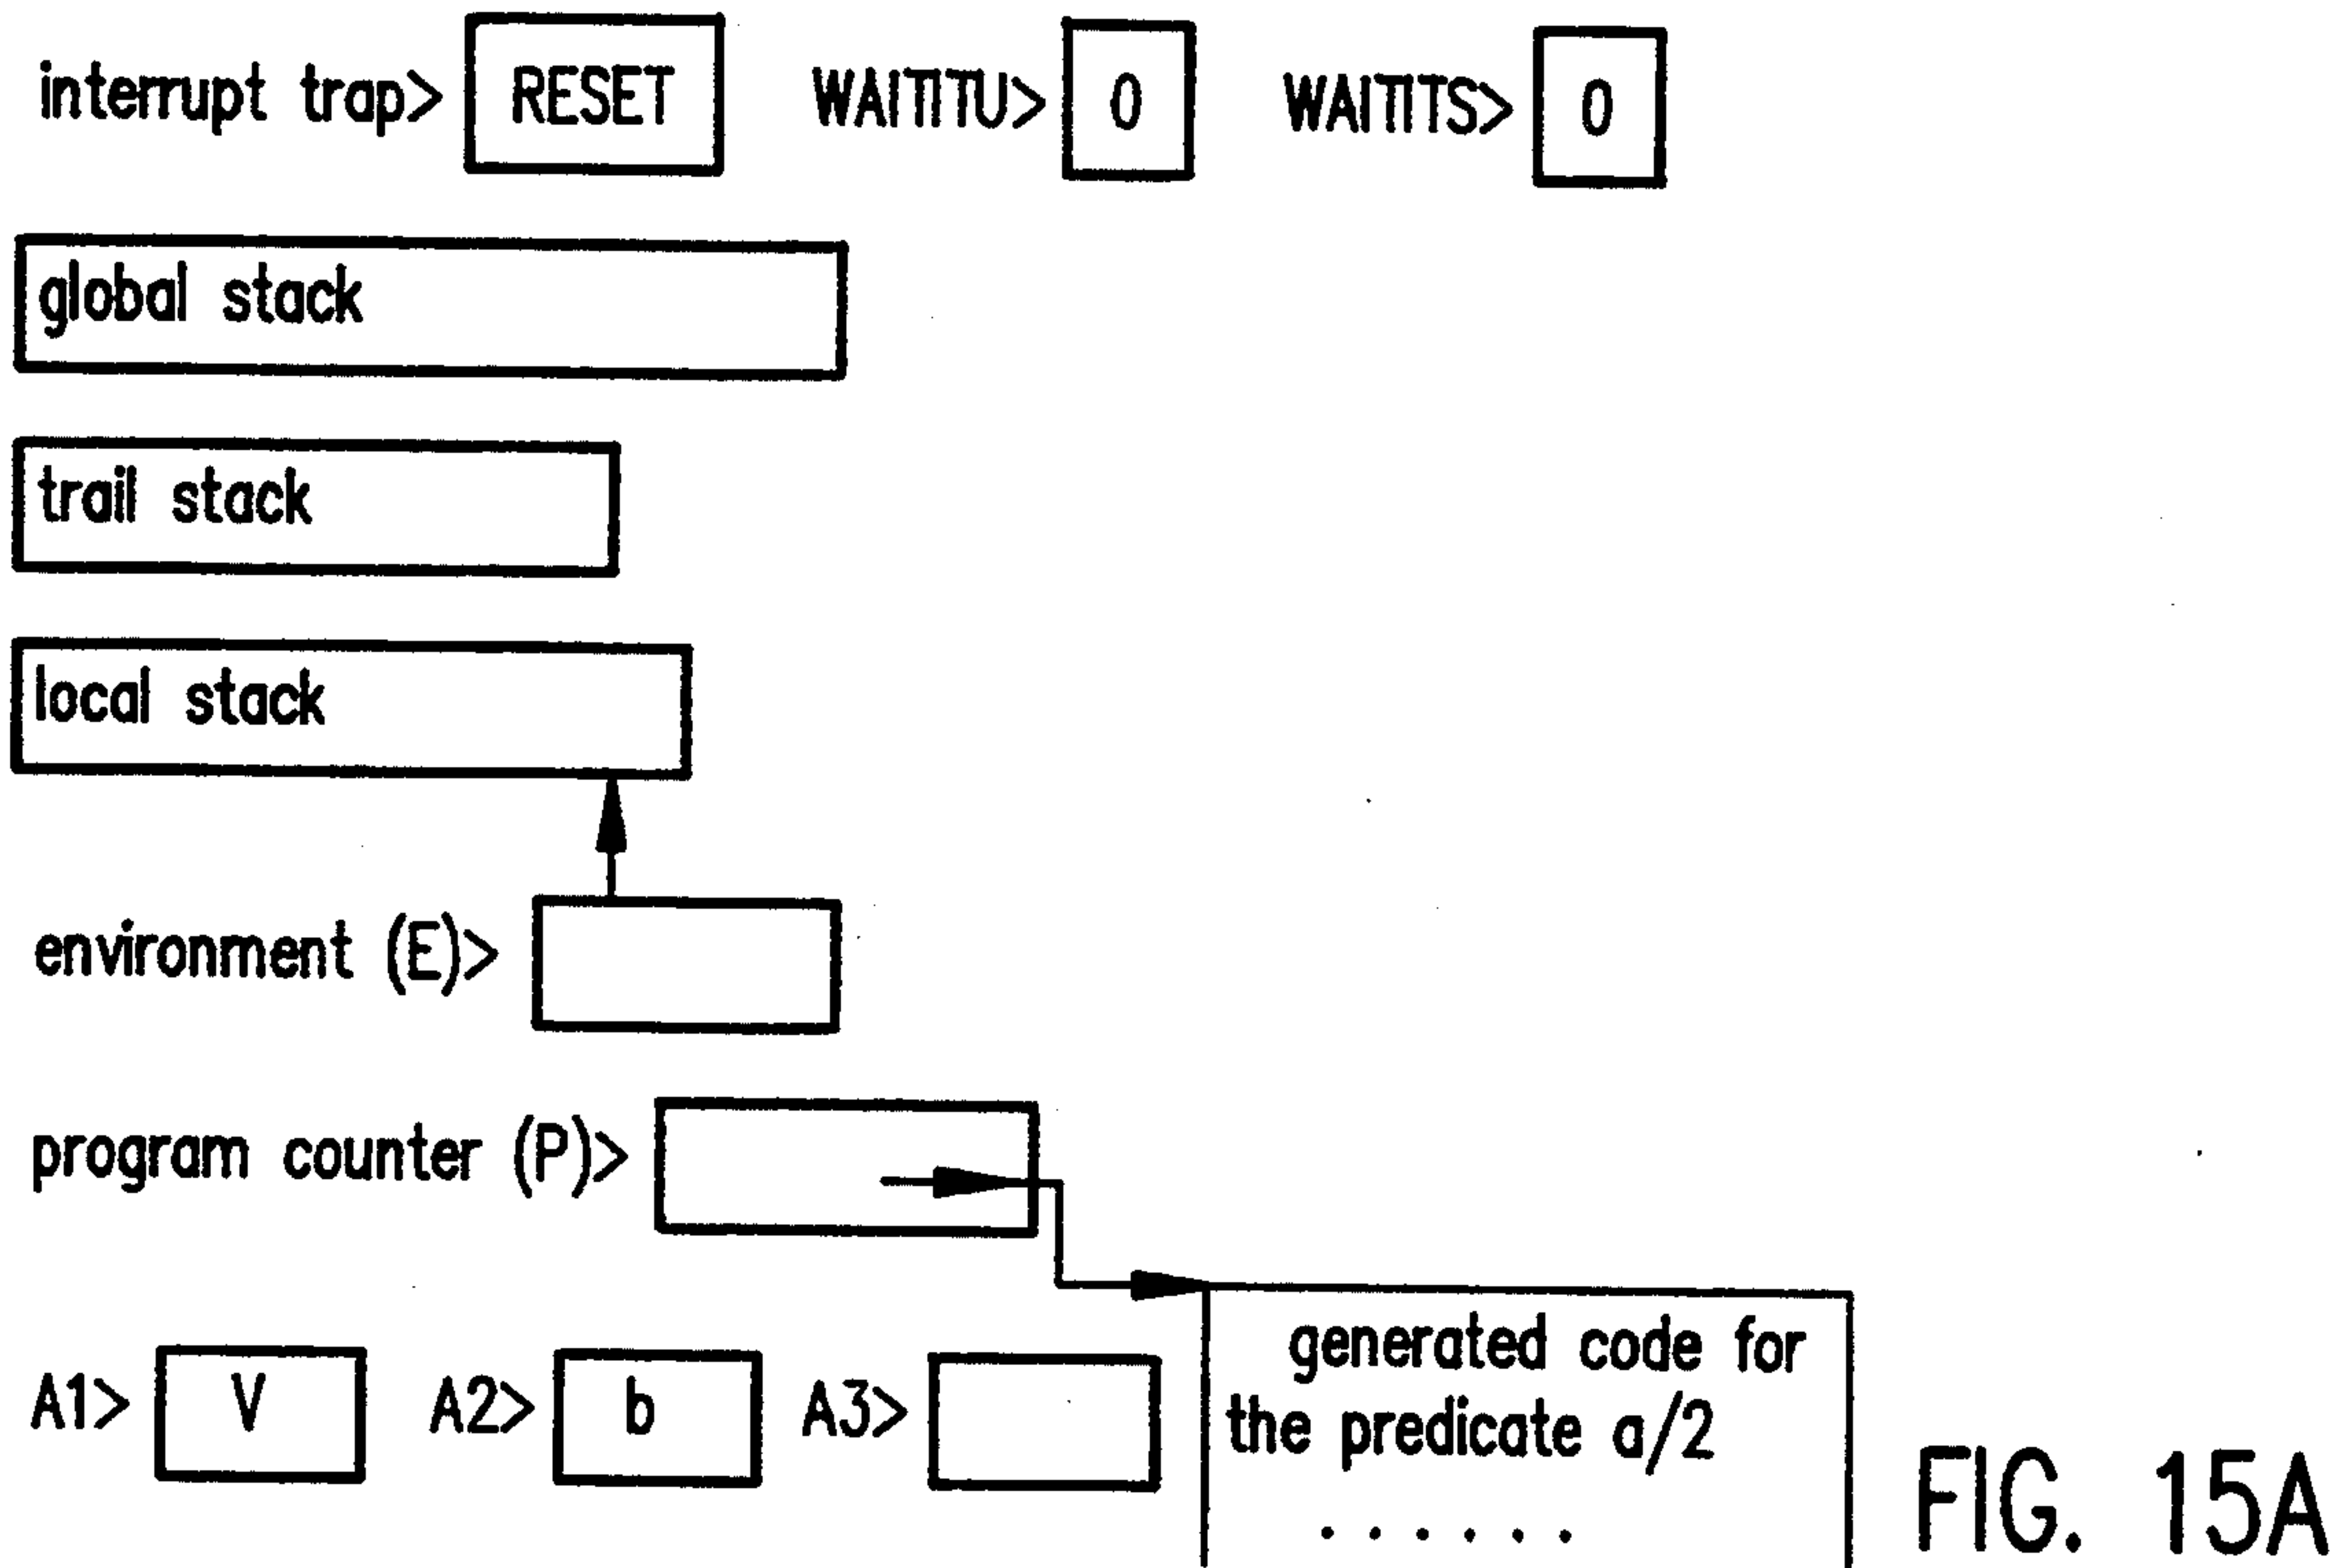 interrupt trap> RESET WAITITU> 0 WAITITS> 0
global stack
trail stack
local stack
environment (E)>
program counter (P)>
A1> V A2> b A3>
generated code for
the predicate a/2
. . . . . .
FIG. 15A